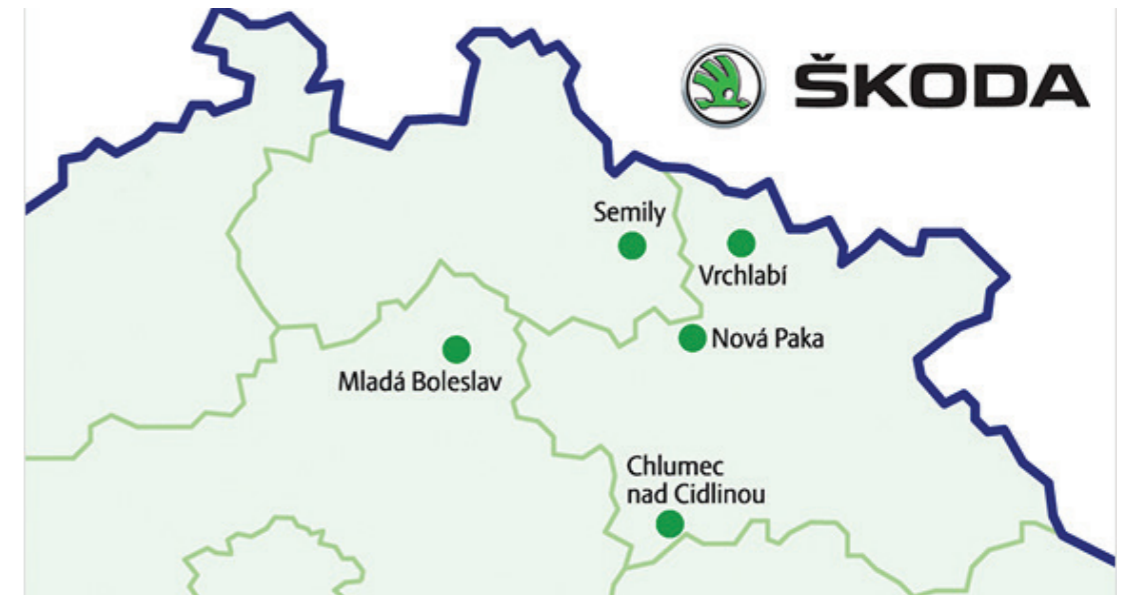 ŠKODA
Semily
Vrchlabí
Nová Paka
Mladá Boleslav
Chlumec
nad Cidlinou